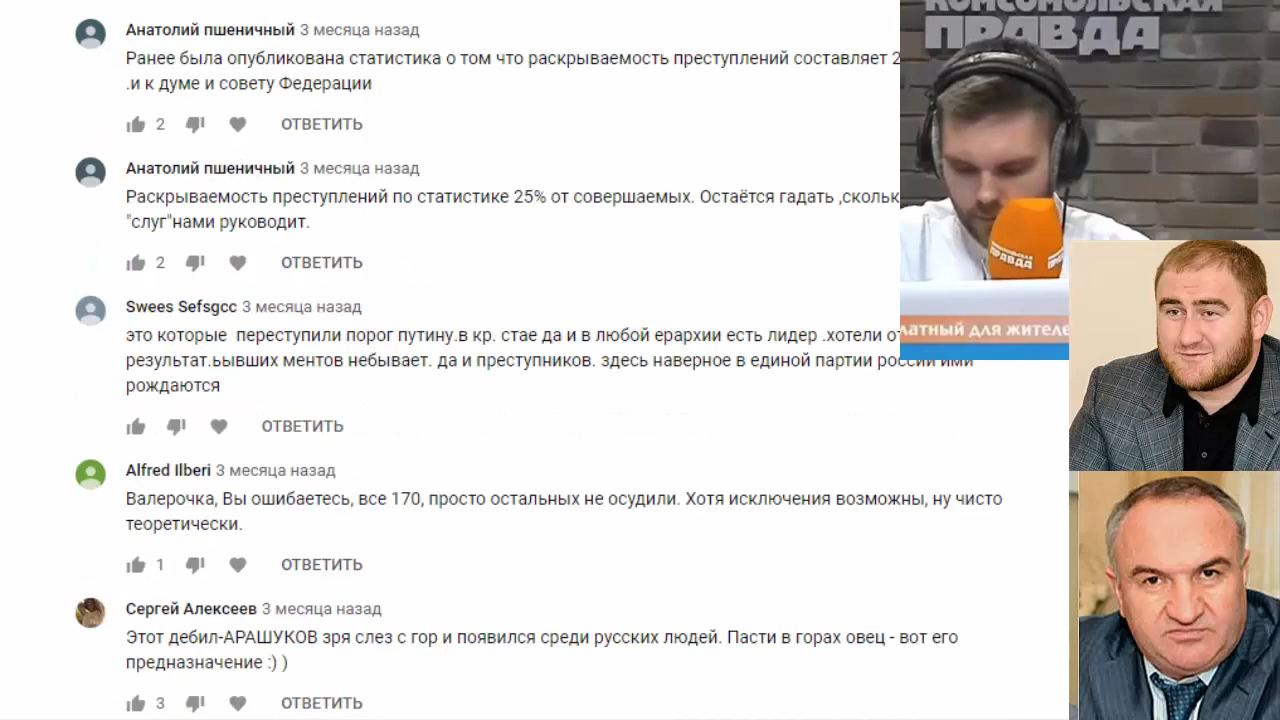 Анатолий пшеничный 3 месяца назад
Ранее была опубликована статистика о том что раскрываемость преступлений составляет 2
.и к думе и совету Федерации
2 ОТВЕТИТЬ
Анатолий пшеничный 3 месяца назад
Раскрываемость преступлений по статистике 25% от совершаемых. Остаётся гадать ,сколык
"слуг"нами руководит.
2 ОТВЕТИТЬ
Swees Sefsgcc 3 месяца назад
это которые переступили порог путину.в кр. стае да и в любой ерархии есть лидер .хотели от
результат.ьывших ментов небывает. да и преступников. здесь наверное в единой партии россии ими
рождаются
ОТВЕТИТЬ
Alfred Ilberi 3 месяца назад
Валерочка, Вы ошибаетесь, все 170, просто остальных не осудили. Хотя исключения возможны, ну чисто
теоретически.
1 ОТВЕТИТЬ
Сергей Алексеев 3 месяца назад
Этот дебил-АРАШУКОВ зря слез с гор и появился среди русских людей. Пасти в горах овец - вот его
предназначение :) )
3 ОТВЕТИТЬ
КОМСОМОЛЬСКАЯ
ПРАВДА
КОМСОМОЛЬСКАЯ
ПРАВДА
латный для жителе